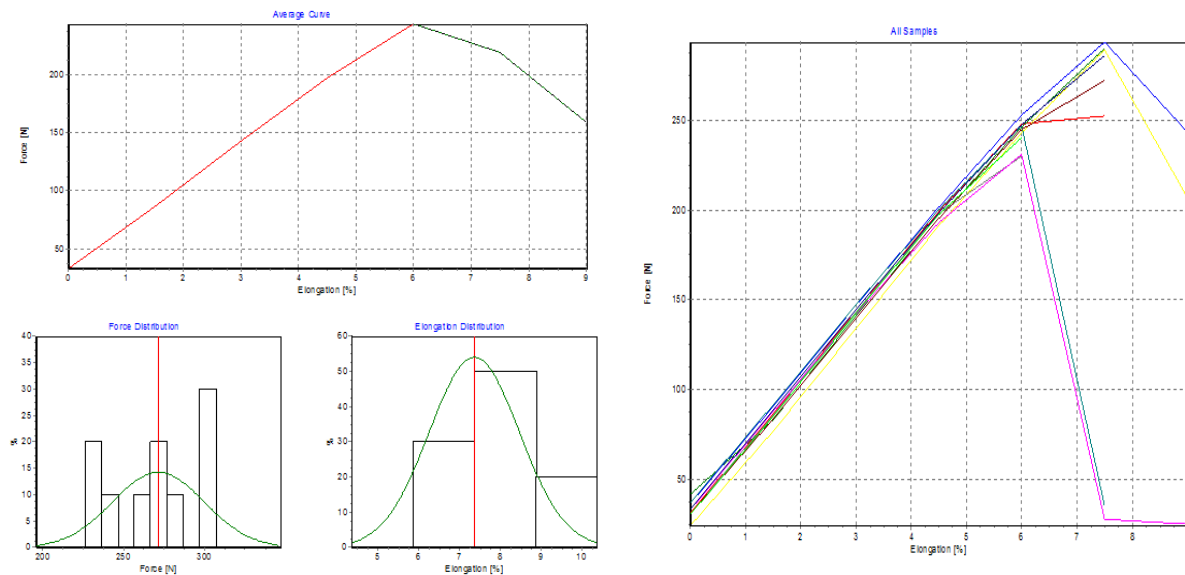 Average Curve
Force [N]
200
150
100
50
0 1 2 3 4 5 6 7 8 9
Elongation [%]
Force Distribution
%
40
35
30
25
20
15
10
5
0
200 250 300
Force [N]
Elongation Distribution
%
60
50
40
30
20
10
0
5 6 7 8 9 10
Elongation [%]
All Samples
Force [N]
250
200
150
100
50
0 1 2 3 4 5 6 7 8
Elongation [%]